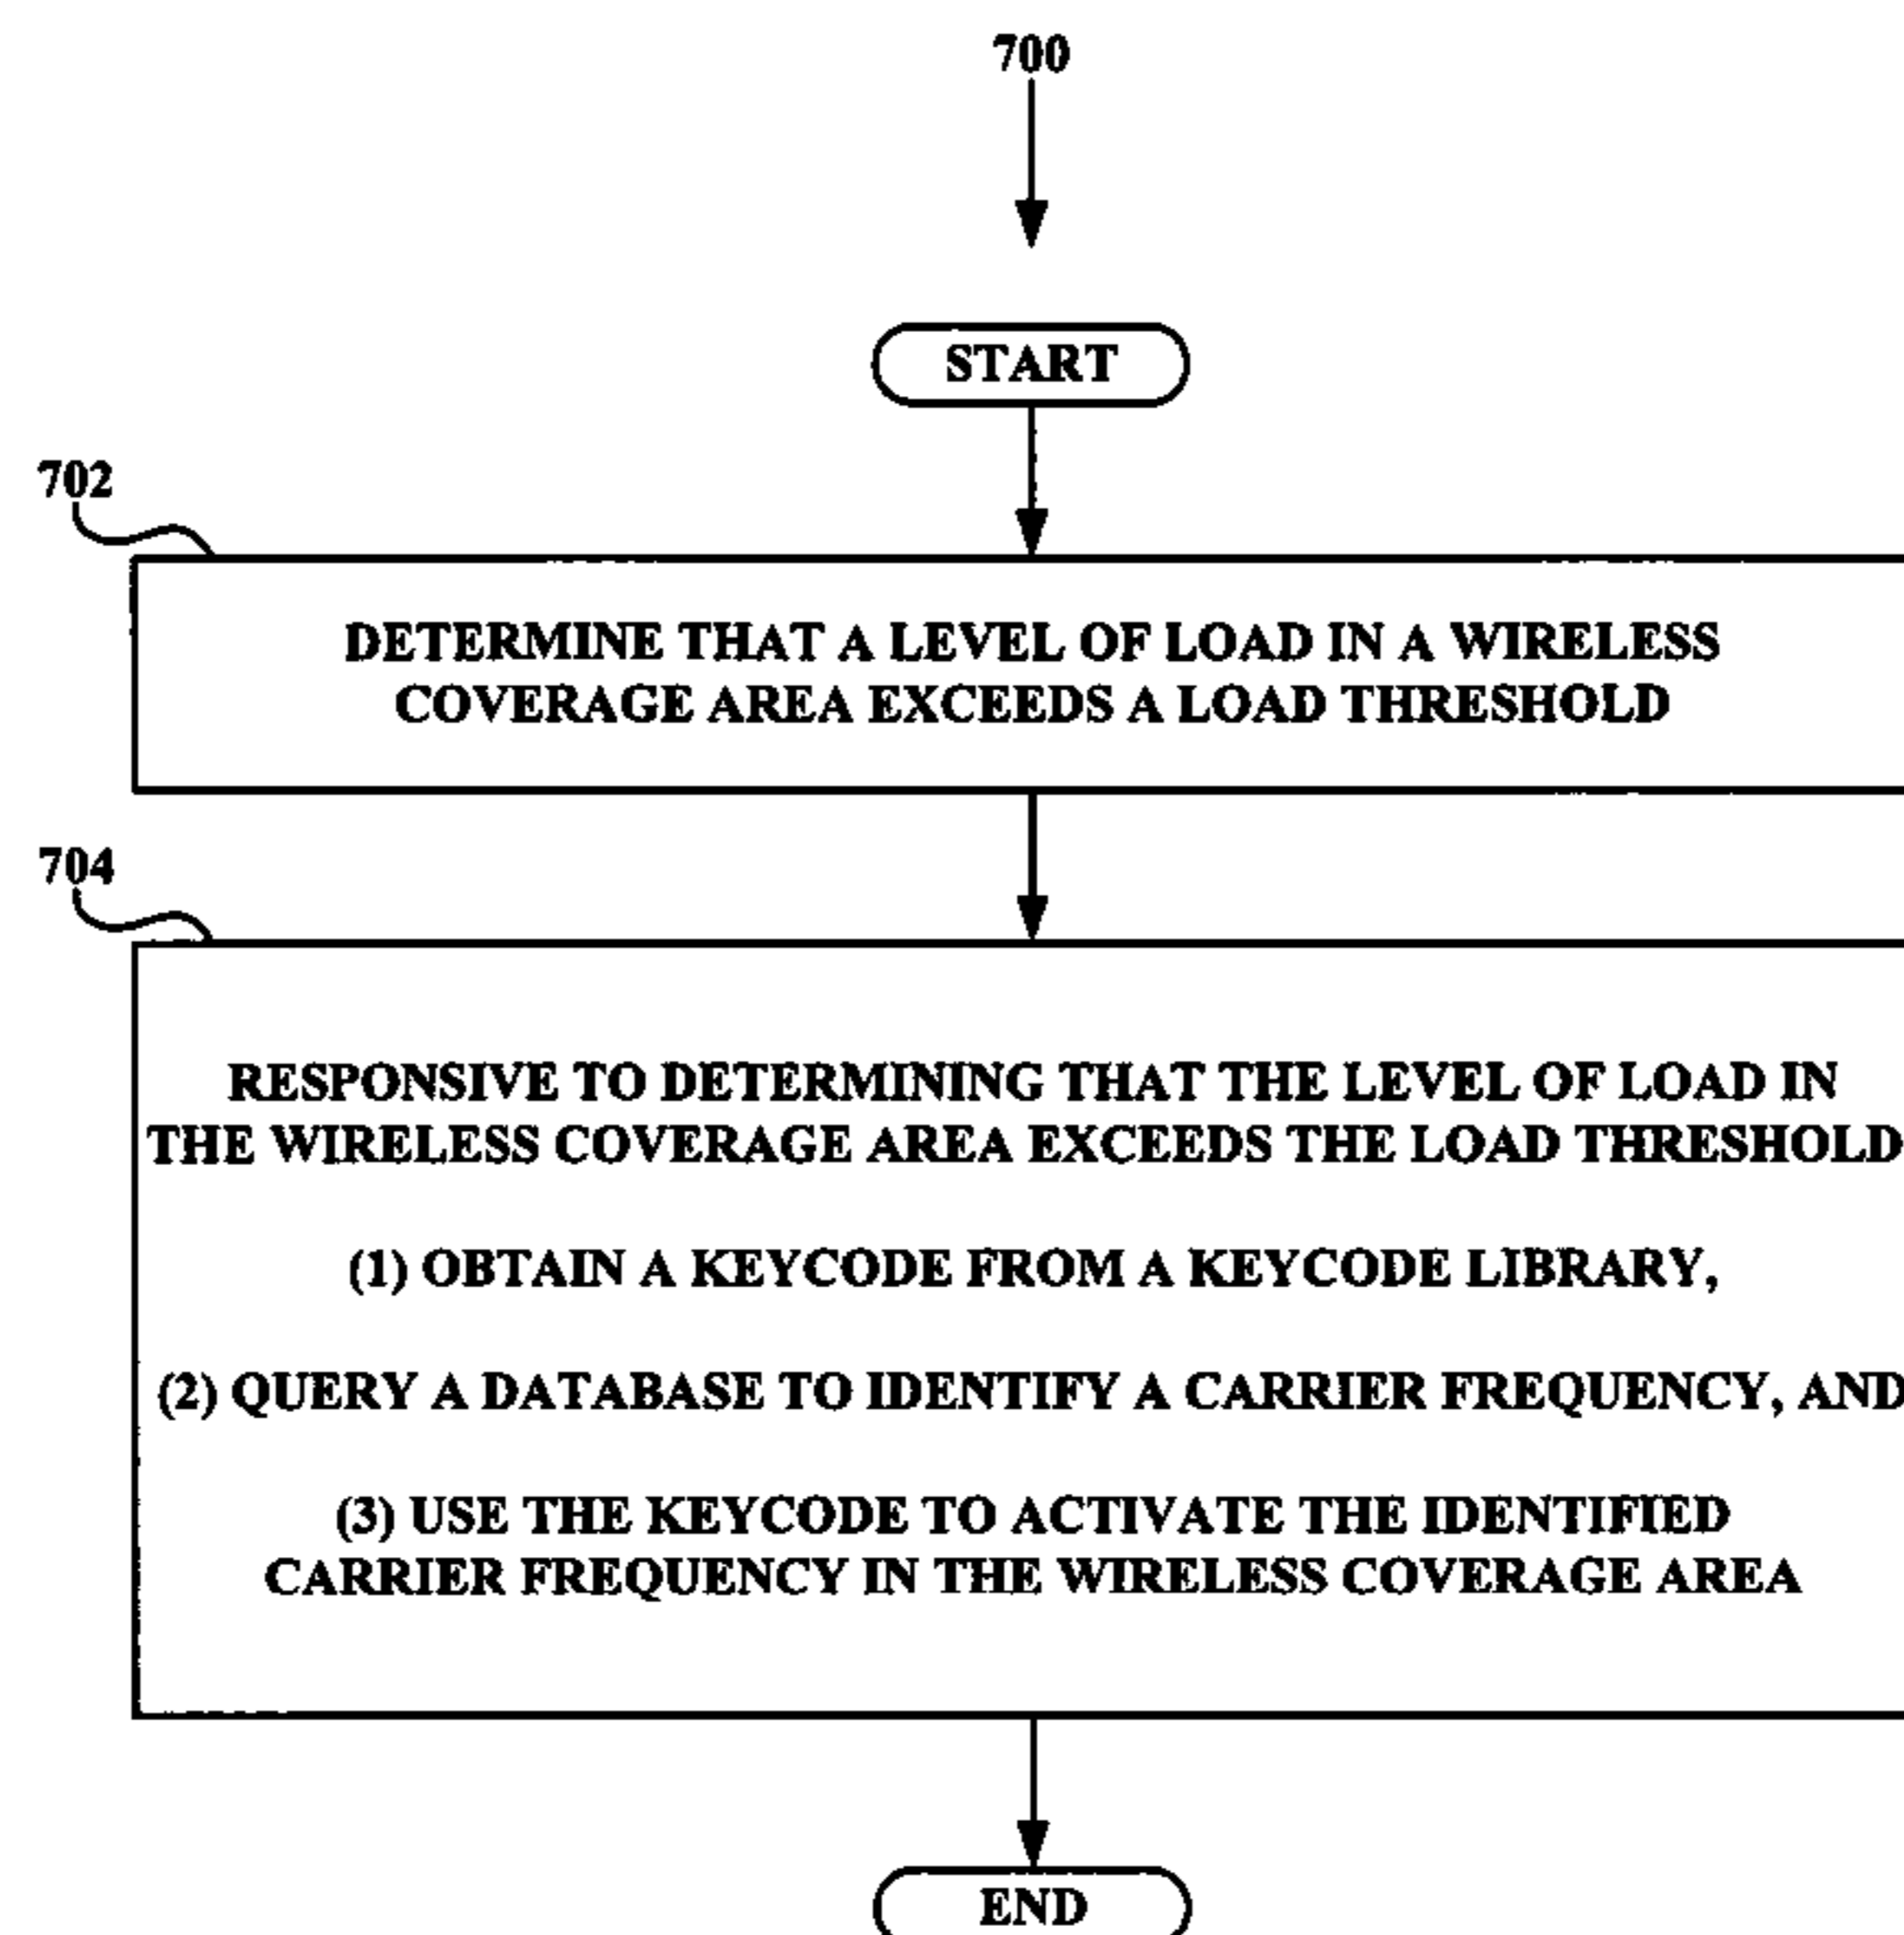 700
START
702
DETERMINE THAT A LEVEL OF LOAD IN A WIRELESS
COVERAGE AREA EXCEEDS A LOAD THRESHOLD
704
RESPONSIVE TO DETERMINING THAT THE LEVEL OF LOAD IN
THE WIRELESS COVERAGE AREA EXCEEDS THE LOAD THRESHOLD
(1) OBTAIN A KEYCODE FROM A KEYCODE LIBRARY,
(2) QUERY A DATABASE TO IDENTIFY A CARRIER FREQUENCY, AND
(3) USE THE KEYCODE TO ACTIVATE THE IDENTIFIED
CARRIER FREQUENCY IN THE WIRELESS COVERAGE AREA
END